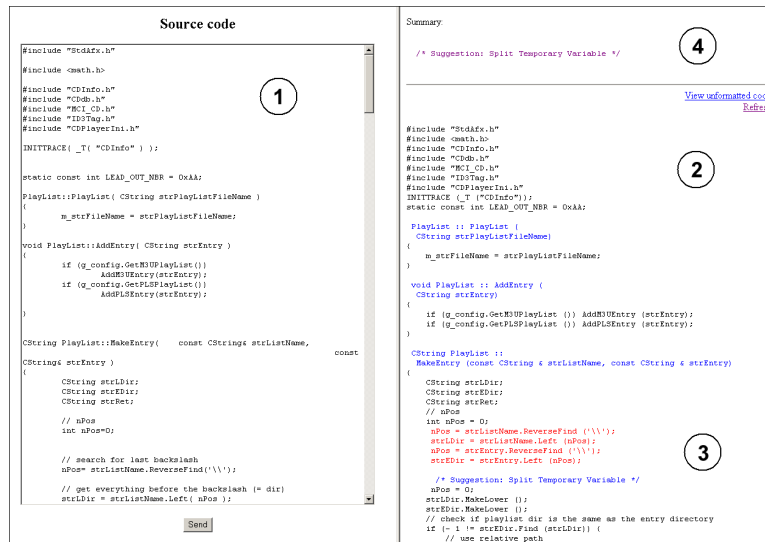 Source code
#include "StdAfx.h"
#include <math.h>
#include "CDInfo.h"
#include "CDdb.h"
#include "MCI_CD.h"
#include "ID3Tag.h"
#include "CDPlayerIni.h"
INITTRACE( _T( "CDInfo" ) );
static const int LEAD_OUT_NBR = 0xAA;
PlayList::PlayList( CString strPlayListFileName )
{
m_strFileName = strPlayListFileName;
}
void PlayList::AddEntry( CString strEntry )
{
if (g_config.GetM3UPlayList())
AddM3UEntry(strEntry);
if (g_config.GetPLSPlayList())
AddPLSEntry(strEntry);
}
CString PlayList::MakeEntry( const CString& strListName,
const
CString& strEntry )
{
CString strLDir;
CString strEDir;
CString strRet;
// nPos
int nPos=0;
// search for last backslash
nPos= strListName.ReverseFind('\\');
// get everything before the backslash (= dir)
strLDir = strListName.Left( nPos );
Send
1
Summary:
/* Suggestion: Split Temporary Variable */
4
View unformatted cod
Refre
#include "StdAfx.h"
#include <math.h>
#include "CDInfo.h"
#include "CDdb.h"
#include "MCI_CD.h"
#include "ID3Tag.h"
#include "CDPlayerIni.h"
INITTRACE (_T ("CDInfo"));
static const int LEAD_OUT_NBR = 0xAA;
2
PlayList :: PlayList (
CString strPlayListFileName)
{
m_strFileName = strPlayListFileName;
}
void PlayList :: AddEntry (
CString strEntry)
{
if (g_config.GetM3UPlayList ()) AddM3UEntry (strEntry);
if (g_config.GetPLSPlayList ()) AddPLSEntry (strEntry);
}
CString PlayList ::
MakeEntry (const CString & strListName, const CString & strEntry)
{
CString strLDir;
CString strEDir;
CString strRet;
// nPos
int nPos = 0;
nPos = strListName.ReverseFind ('\\');
strLDir = strListName.Left (nPos);
nPos = strEntry.ReverseFind ('\\');
strEDir = strEntry.Left (nPos);
3
/* Suggestion: Split Temporary Variable */
nPos = 0;
strLDir.MakeLower ();
strEDir.MakeLower ();
// check if playlist dir is the same as the entry directory
if (- 1 != strEDir.Find (strLDir)) {
// use relative path